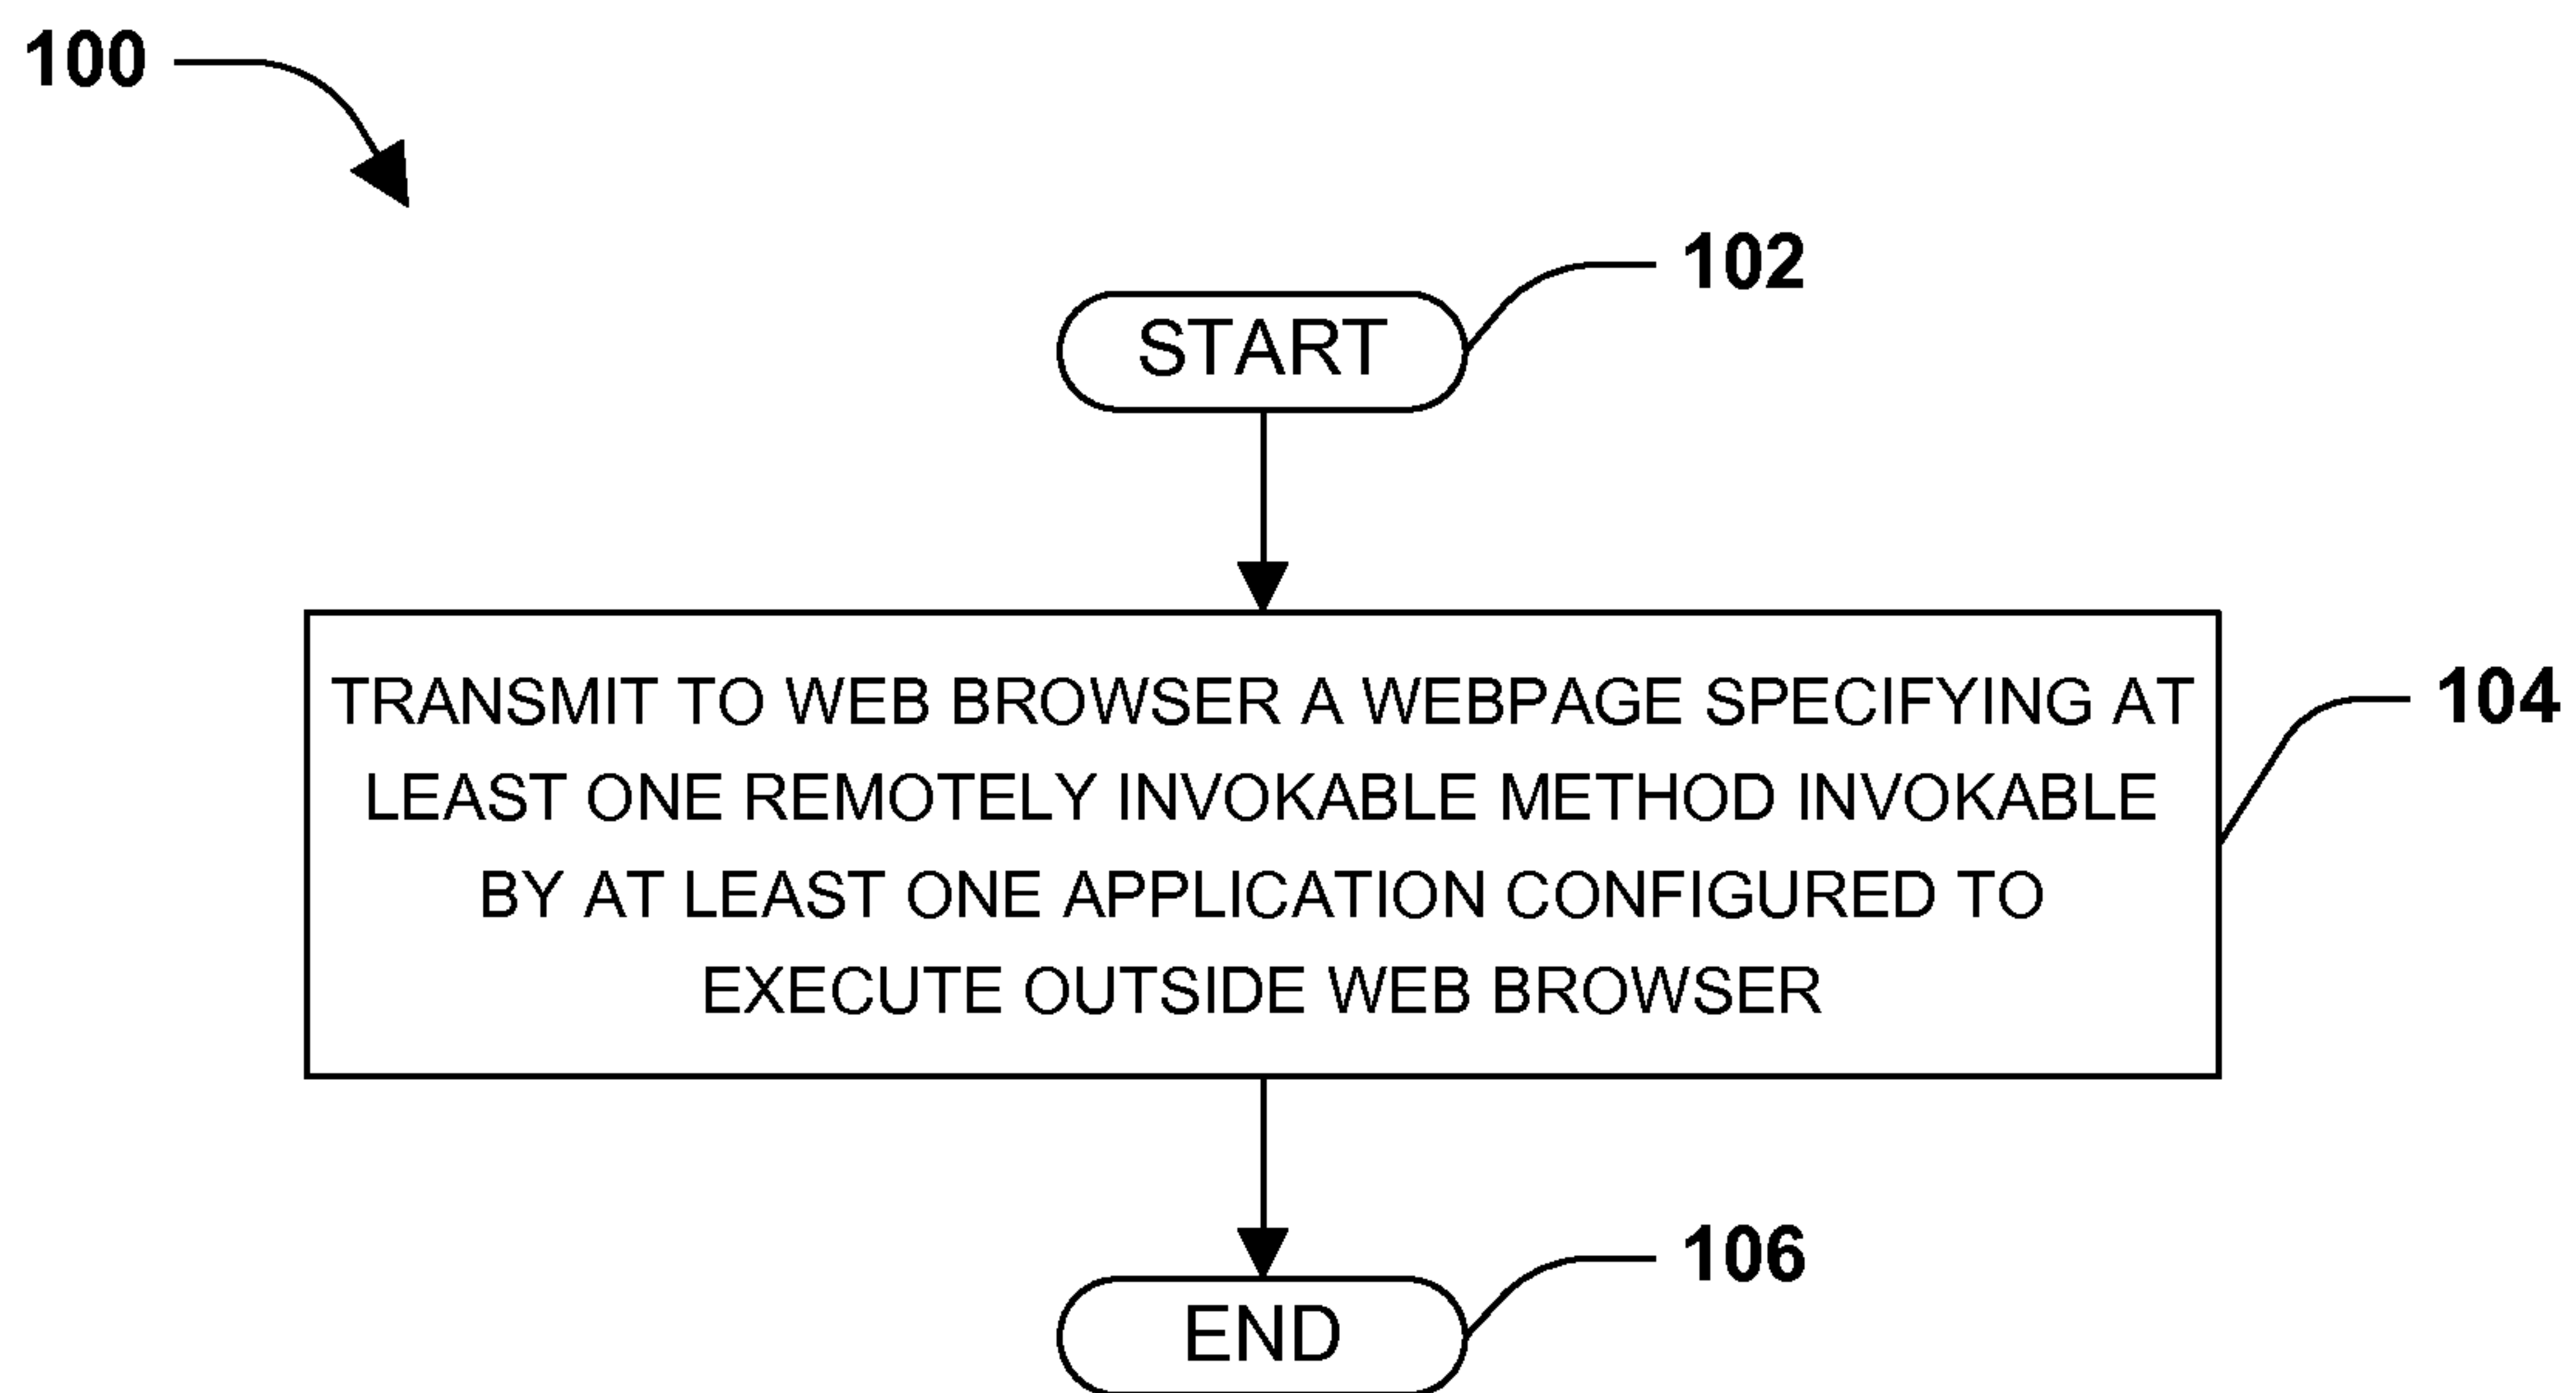 100
102
START
TRANSMIT TO WEB BROWSER A WEBPAGE SPECIFYING AT
LEAST ONE REMOTELY INVOKABLE METHOD INVOKABLE
BY AT LEAST ONE APPLICATION CONFIGURED TO
EXECUTE OUTSIDE WEB BROWSER
104
106
END